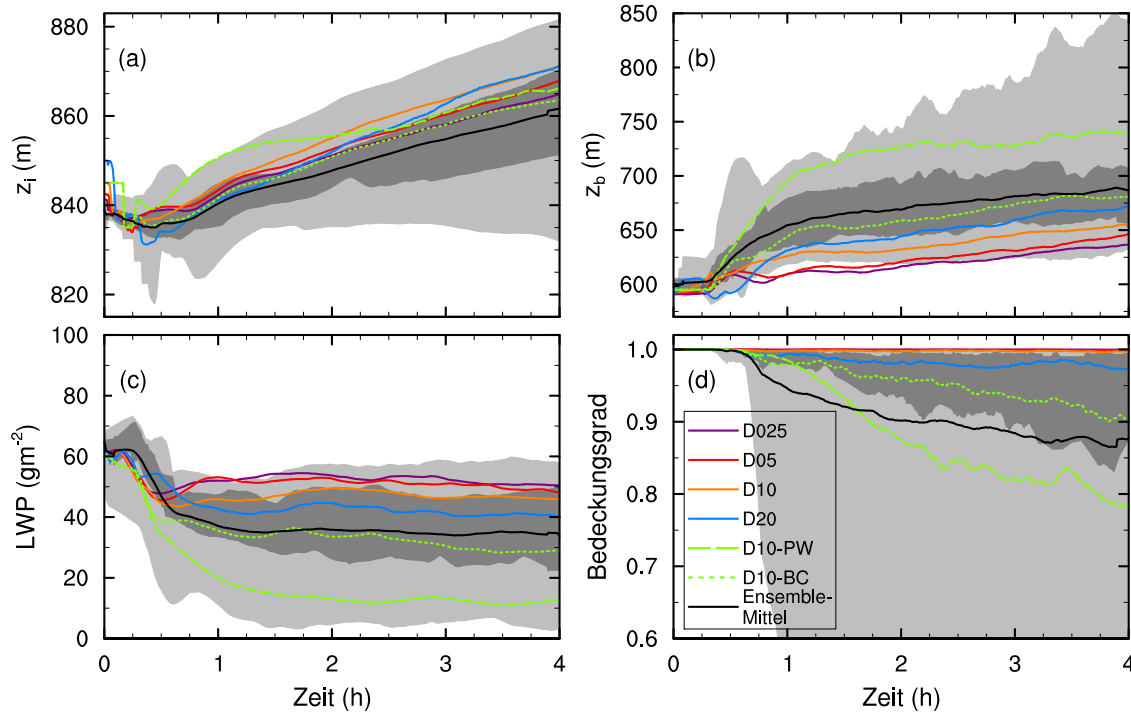 880
860
840
820
z_i (m)
(a)
850
800
750
700
650
600
z_b (m)
(b)
100
80
60
40
20
0
LWP (gm^-2)
(c)
0 1 2 3 4
Zeit (h)
1.0
0.9
0.8
0.7
0.6
Bedeckungsgrad
(d)
D025
D05
D10
D20
D10-PW
D10-BC
Ensemble-
Mittel
0 1 2 3 4
Zeit (h)